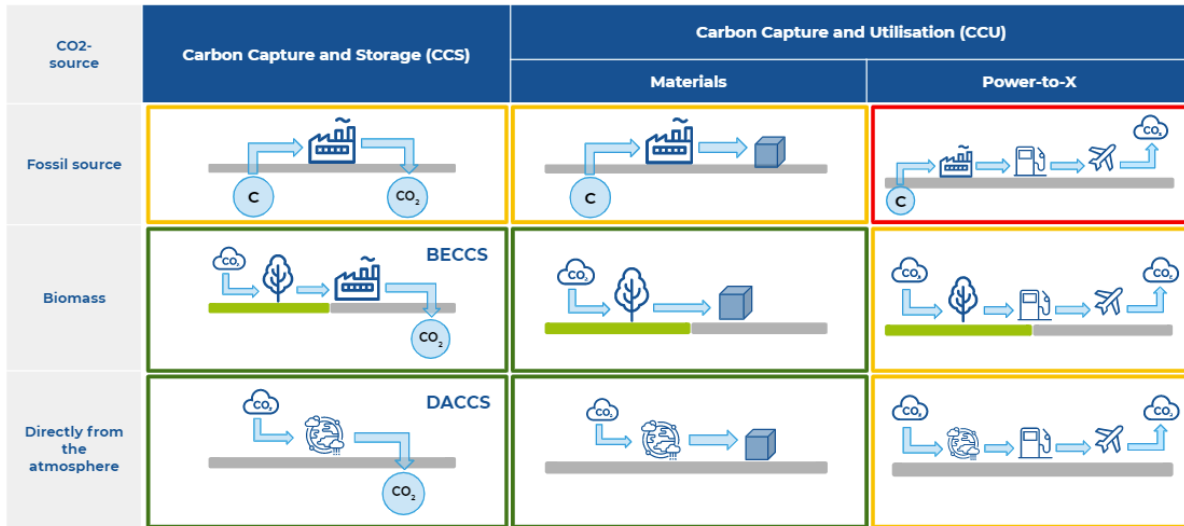 CO2-
source
Carbon Capture and Storage (CCS)
Carbon Capture and Utilisation (CCU)
Materials
Power-to-X
Fossil source
C
CO₂
C
C
CO₂
Biomass
CO₂
BECCS
CO₂
CO₂
CO₂
CO₂
Directly from
the
atmosphere
CO₂
DACCS
CO₂
CO₂
CO₂
CO₂